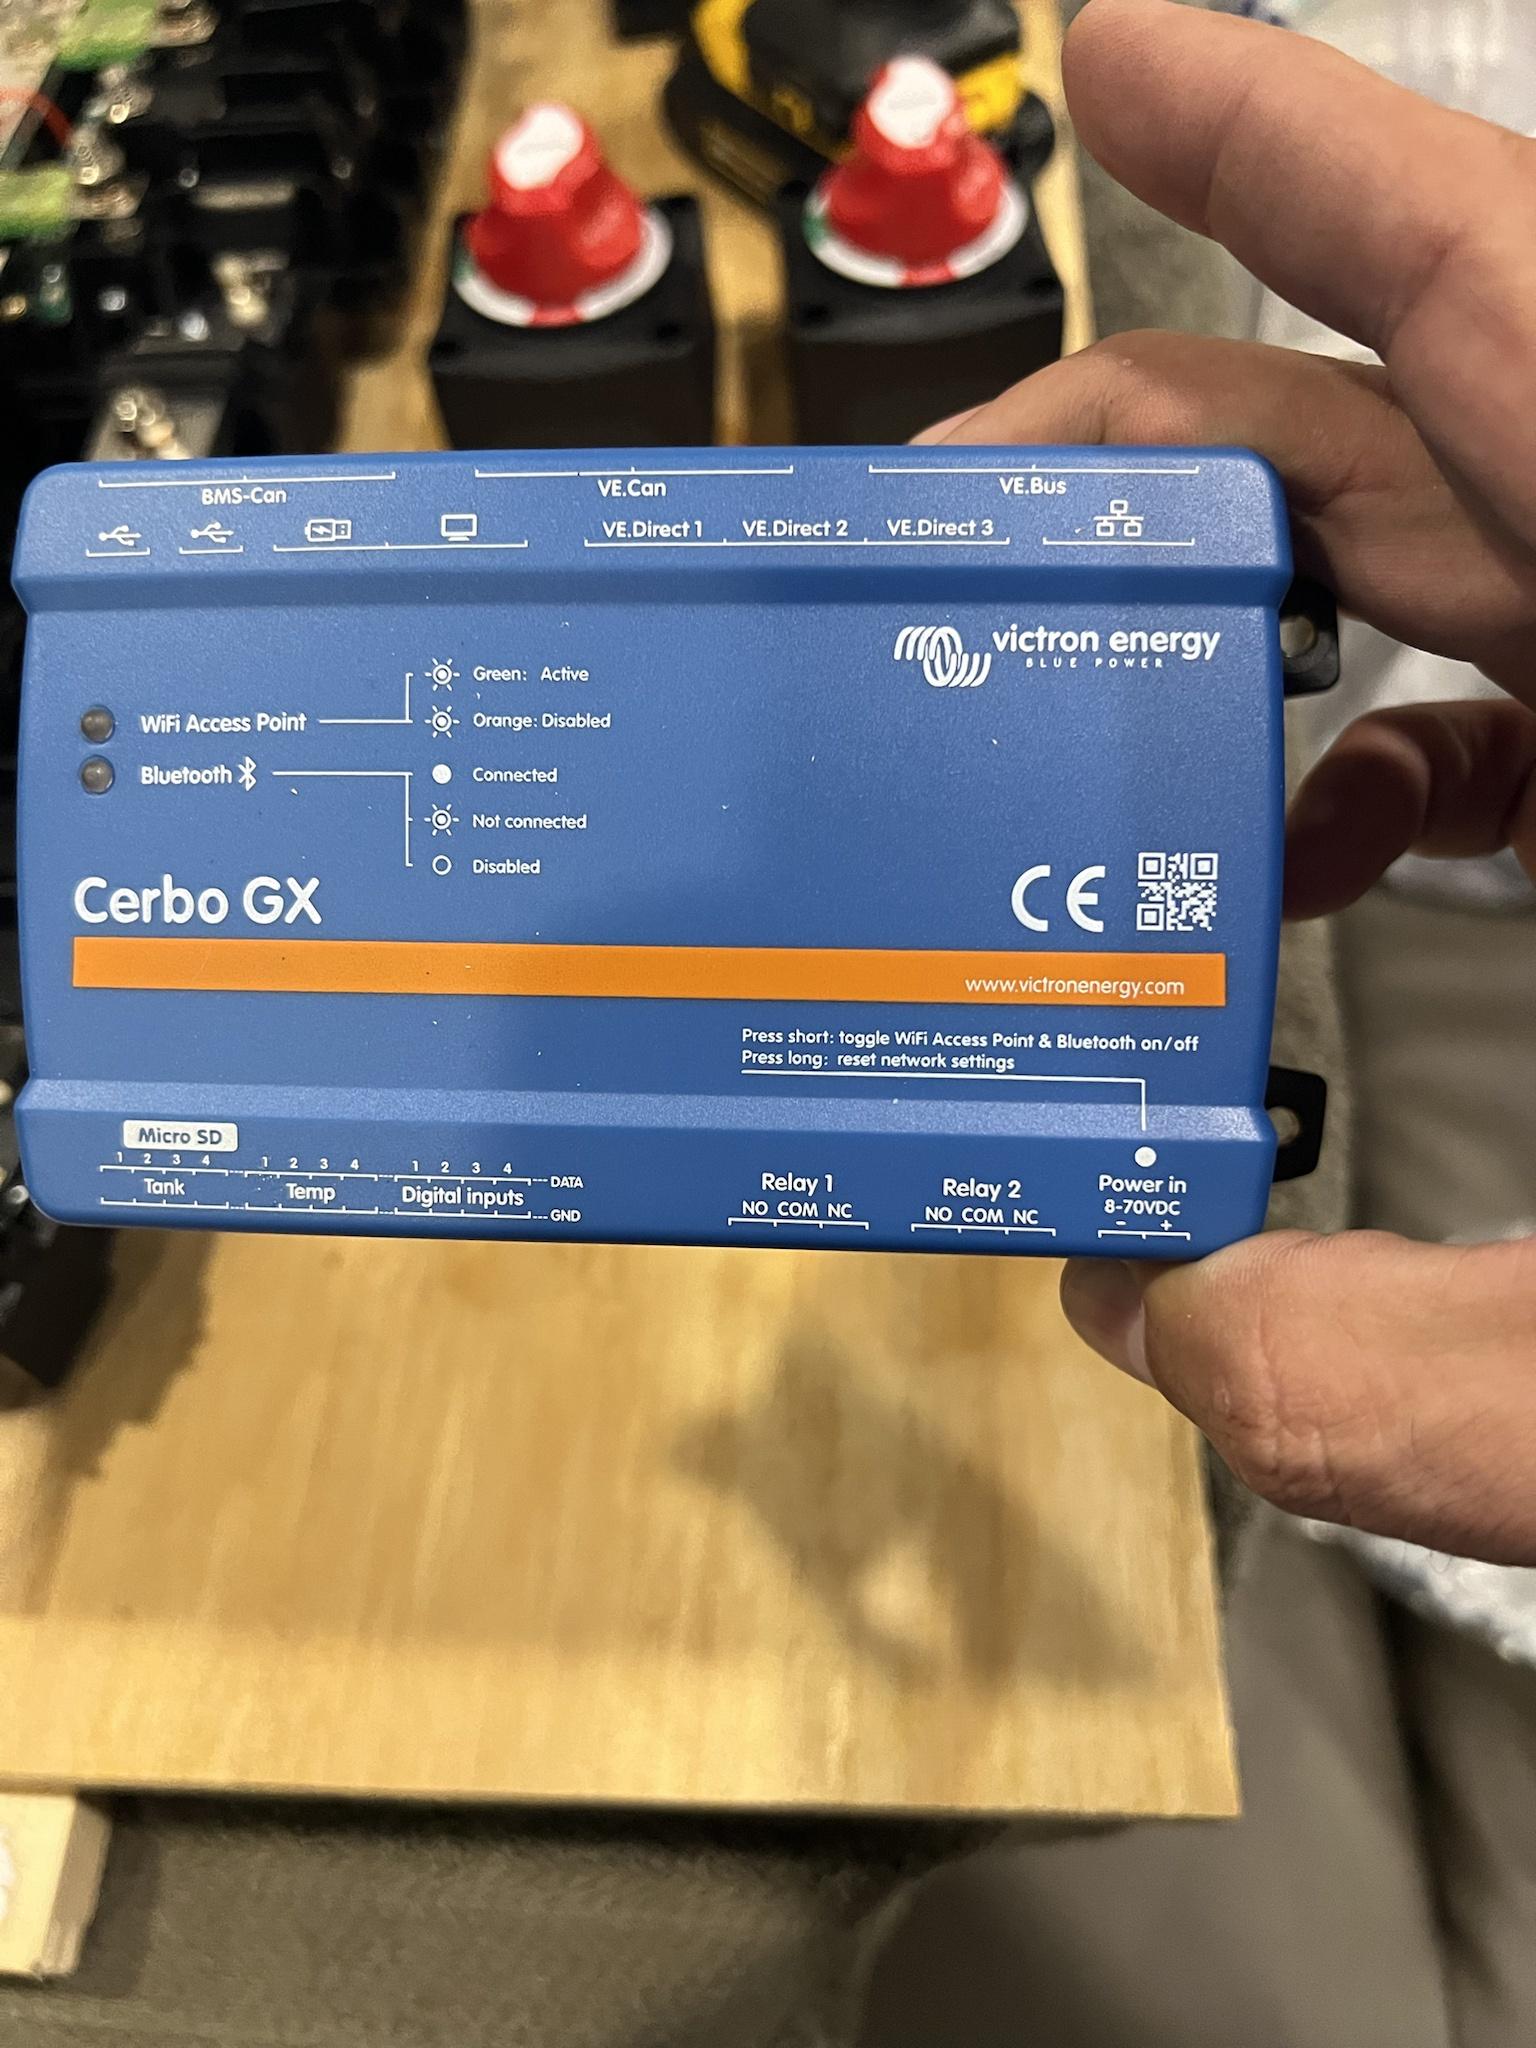 BMS-Can
VE.Can
VE.Bus
VE.Direct 1
VE.Direct 2
VE.Direct 3
victron energy
BLUE POWER
WiFi Access Point
Green: Active
Orange: Disabled
Bluetooth
Connected
Not connected
Disabled
Cerbo GX
CE
www.victronenergy.com
Press short: toggle WiFi Access Point & Bluetooth on/off
Press long: reset network settings
Micro SD
1 2 3 4
Tank
1 2 3 4
Temp
1 2 3 4
Digital inputs
DATA
GND
Relay 1
NO COM NC
Relay 2
NO COM NC
Power in
8-70VDC
- +